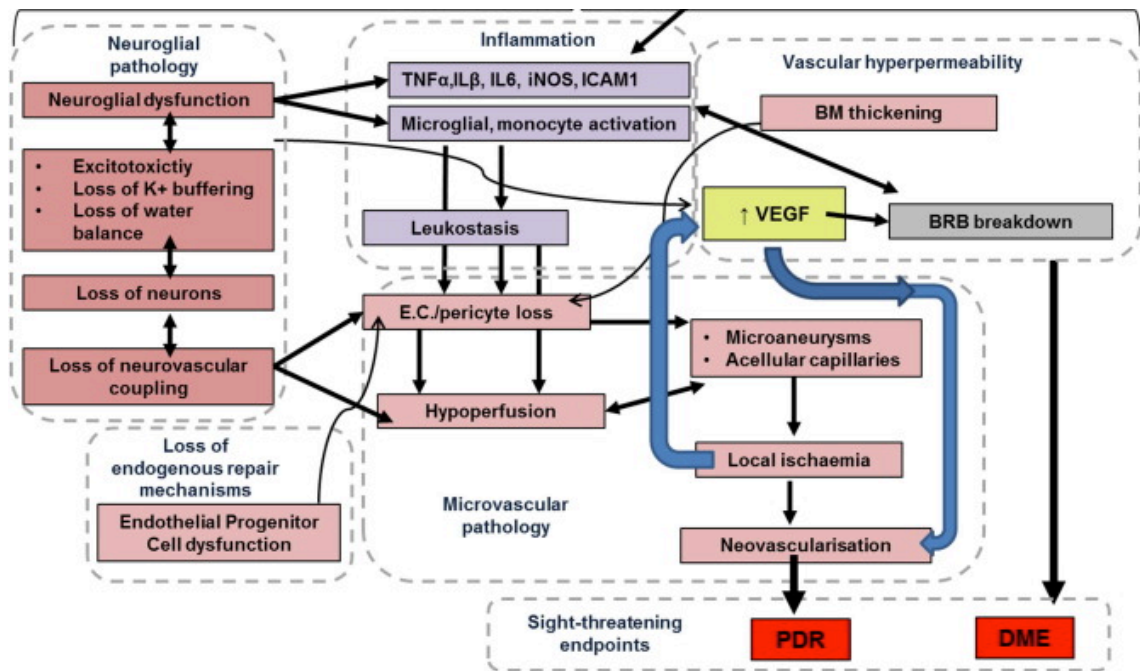 Neuroglial
pathology
Neuroglial dysfunction
• Excitotoxictiy
• Loss of K+ buffering
• Loss of water
balance
Loss of neurons
Loss of neurovascular
coupling
Inflammation
TNFα,ILβ, IL6, iNOS, ICAM1
Microglial, monocyte activation
Leukostasis
Vascular hyperpermeability
BM thickening
↑ VEGF
BRB breakdown
E.C./pericyte loss
• Microaneurysms
• Acellular capillaries
Hypoperfusion
Local ischaemia
Microvascular
pathology
Neovascularisation
Loss of
endogenous repair
mechanisms
Endothelial Progenitor
Cell dysfunction
Sight-threatening
endpoints
PDR
DME